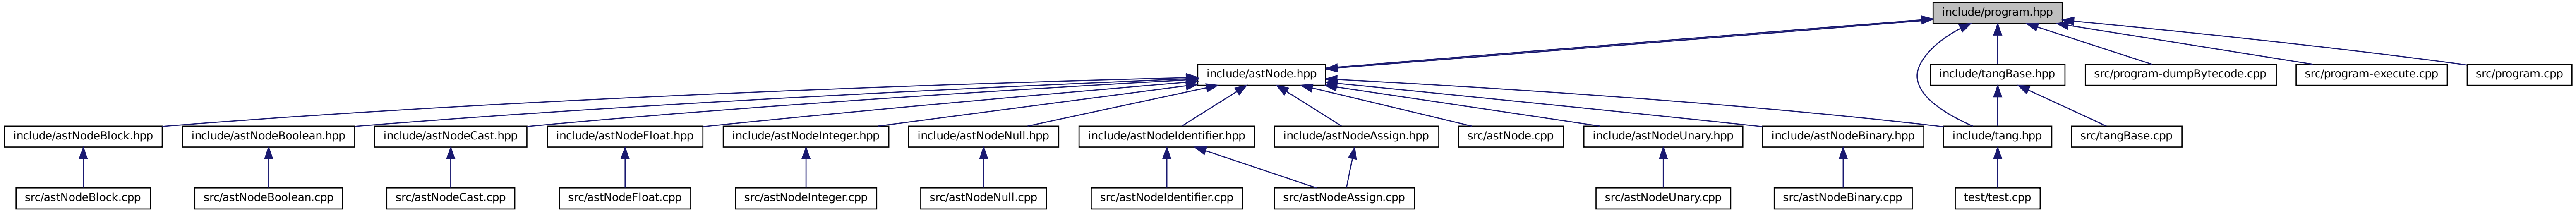 include/program.hpp
include/astNode.hpp
include/tangBase.hpp
src/program-dumpBytecode.cpp
src/program-execute.cpp
src/program.cpp
include/astNodeBlock.hpp
include/astNodeBoolean.hpp
include/astNodeCast.hpp
include/astNodeFloat.hpp
include/astNodeInteger.hpp
include/astNodeNull.hpp
include/astNodeIdentifier.hpp
include/astNodeAssign.hpp
src/astNode.cpp
include/astNodeUnary.hpp
include/astNodeBinary.hpp
include/tang.hpp
src/tangBase.cpp
src/astNodeBlock.cpp
src/astNodeBoolean.cpp
src/astNodeCast.cpp
src/astNodeFloat.cpp
src/astNodeInteger.cpp
src/astNodeNull.cpp
src/astNodeIdentifier.cpp
src/astNodeAssign.cpp
src/astNodeUnary.cpp
src/astNodeBinary.cpp
test/test.cpp